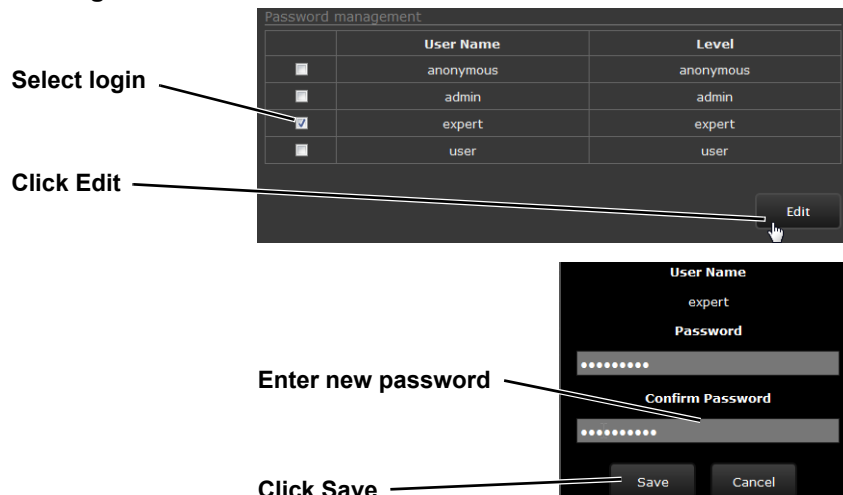 Password management
User Name Level
Select login
anonymous anonymous
admin admin
expert expert
user user
Click Edit
Edit
User Name
expert
Password
•••••••••
Enter new password
Confirm Password
••••••••••
Click Save
Save Cancel